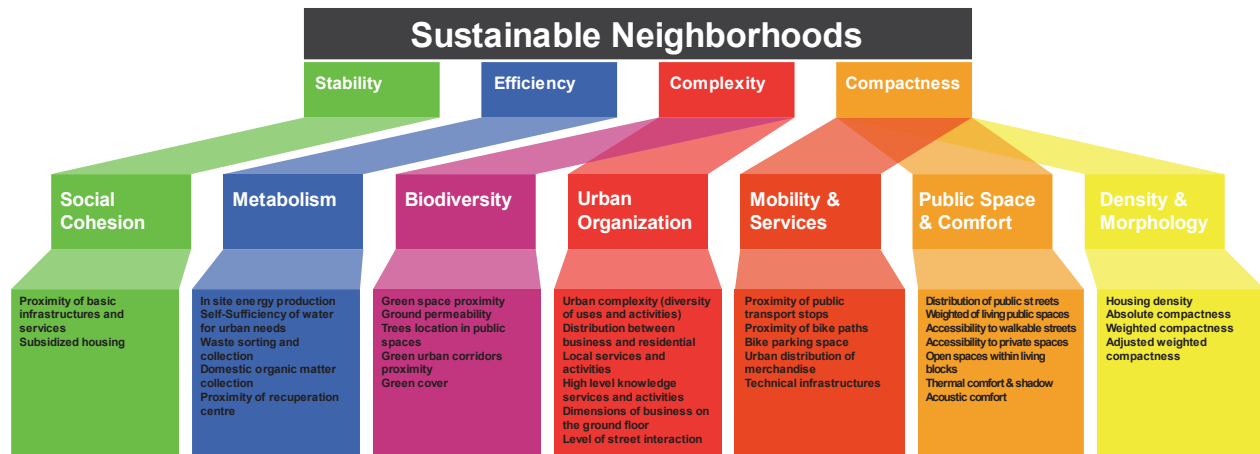 Sustainable Neighborhoods
Stability
Efficiency
Complexity
Compactness
Social
Cohesion
Metabolism
Biodiversity
Urban
Organization
Mobility &
Services
Public Space
& Comfort
Density &
Morphology
Proximity of basic
infrastructures and
services
Subsidized housing
In site energy production
Self-Sufficiency of water
for urban needs
Waste sorting and
collection
Domestic organic matter
collection
Proximity of recuperation
centre
Green space proximity
Ground permeability
Trees location in public
spaces
Green urban corridors
proximity
Green cover
Urban complexity (diversity
of uses and activities)
Distribution between
business and residential
Local services and
activities
High level knowledge
services and activities
Dimensions of business on
the ground floor
Level of street interaction
Proximity of public
transport stops
Proximity of bike paths
Bike parking space
Urban distribution of
merchandise
Technical infrastructures
Distribution of public st reets
Weighted of living public spaces
Accessibility to walkable streets
Accessibility to private spaces
Open spaces within living
blocks
Thermal comfort & shadow
Acoustic comfort
Housing density
Absolute compactness
Weighted compactness
Adjusted weighted
compactness